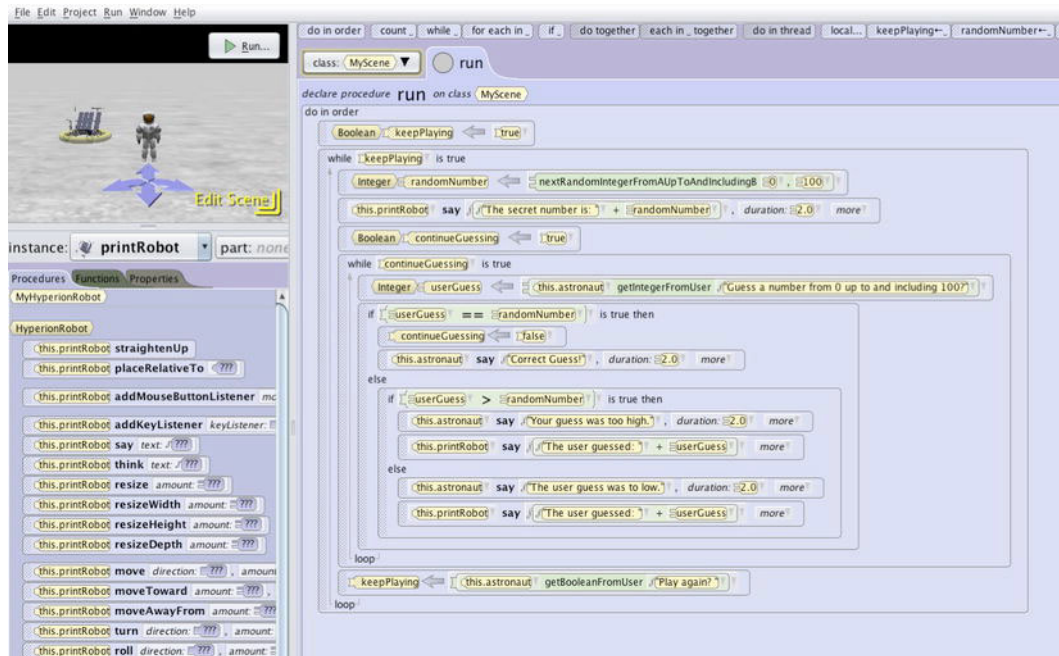 File Edit Project Run Window Help
Run...
Edit Scene
instance: printRobot part: none
Procedures Functions Properties
MyHyperionRobot
HyperionRobot
this.printRobot straightenUp
this.printRobot placeRelativeTo ???
this.printRobot addMouseButtonListener mo
this.printRobot addKeyListener keyListener:
this.printRobot say text: ???
this.printRobot think text: ???
this.printRobot resize amount: ???
this.printRobot resizeWidth amount: ???
this.printRobot resizeHeight amount: ???
this.printRobot resizeDepth amount: ???
this.printRobot move direction: ??? , amount
this.printRobot moveToward amount: ??? ,
this.printRobot moveAwayFrom amount: ???
this.printRobot turn direction: ??? , amount:
this.printRobot roll direction: ??? , amount:
do in order count _ while _ for each in _ if _ do together each in _ together do in thread local... keepPlaying←_ randomNumber←_
class: MyScene run
declare procedure run on class MyScene
do in order
Boolean keepPlaying ⇐ true
while keepPlaying is true
Integer randomNumber ⇐ nextRandomIntegerFromAUpToAndIncludingB 0 , 100
this.printRobot say "The secret number is: " + randomNumber , duration: 2.0 more
Boolean continueGuessing ⇐ true
while continueGuessing is true
Integer userGuess ⇐ this.astronaut getIntegerFromUser "Guess a number from 0 up to and including 100?"
if userGuess == randomNumber is true then
continueGuessing ⇐ false
this.astronaut say "Correct Guess!" , duration: 2.0 more
else
if userGuess > randomNumber is true then
this.astronaut say "Your guess was too high." , duration: 2.0 more
this.printRobot say "The user guessed: " + userGuess more
else
this.astronaut say "The user guess was to low." , duration: 2.0 more
this.printRobot say "The user guessed: " + userGuess more
loop
keepPlaying ⇐ this.astronaut getBooleanFromUser "Play again? "
loop